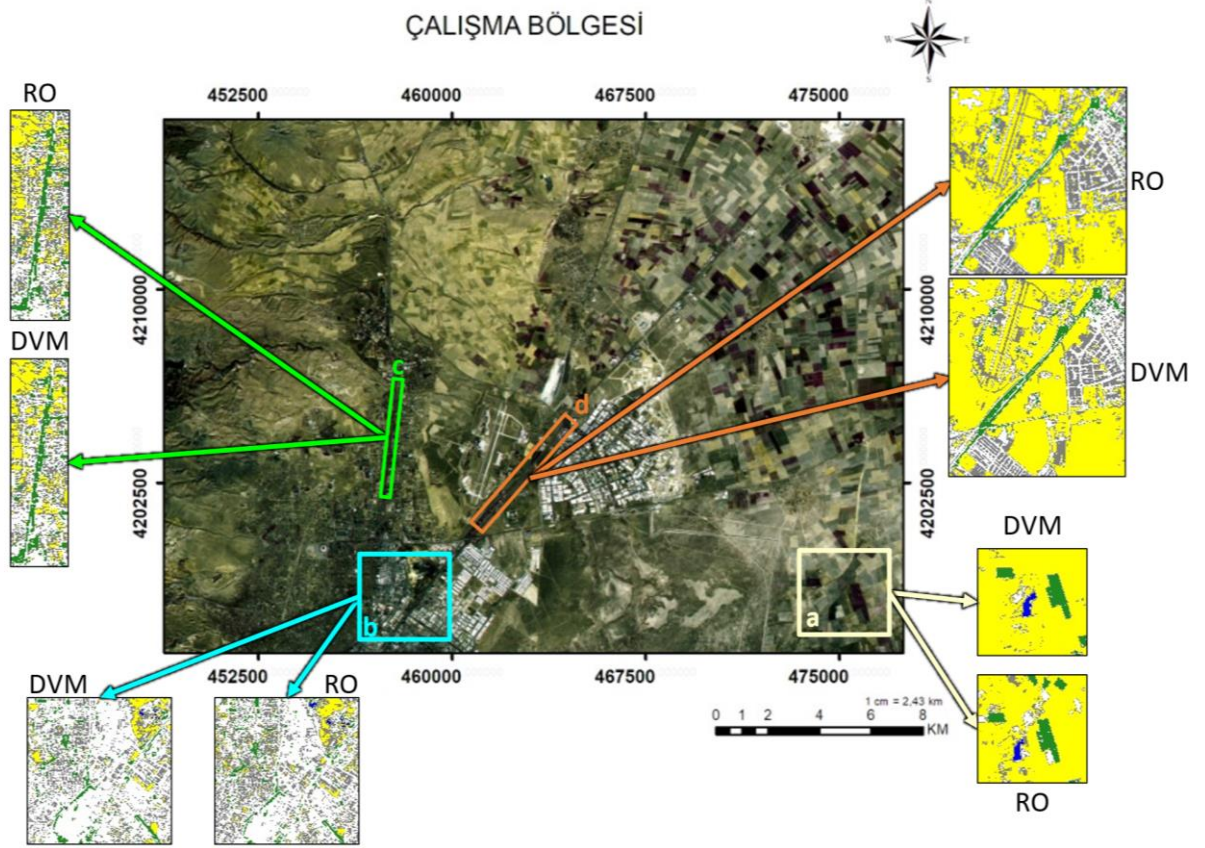 ÇALIŞMA BÖLGESİ
N
W
E
S
RO
452500
460000
467500
475000
RO
4210000
4210000
DVM
DVM
c
d
4202500
4202500
DVM
a
b
452500
460000
467500
475000
DVM
RO
1 cm = 2,43 km
0 1 2 4 6 8
KM
RO